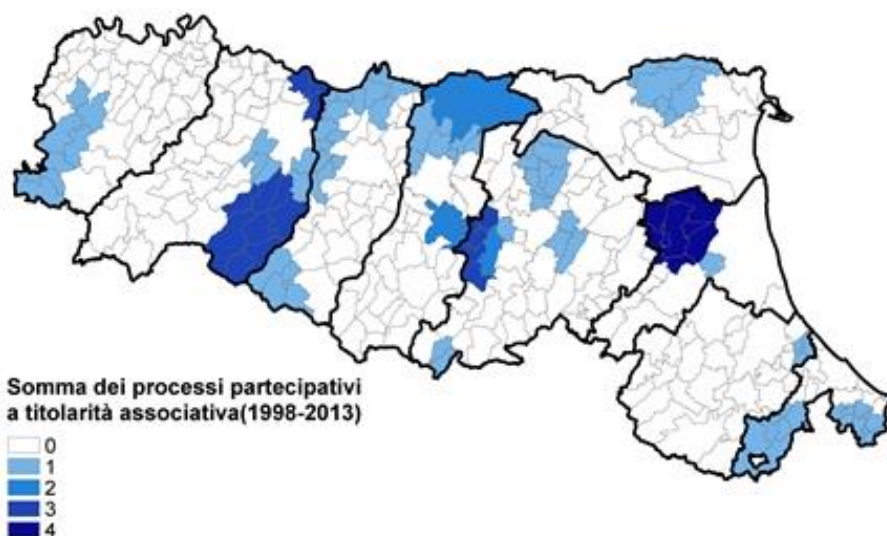 Somma dei processi partecipativi
a titolarità associativa(1998-2013)
0
1
2
3
4